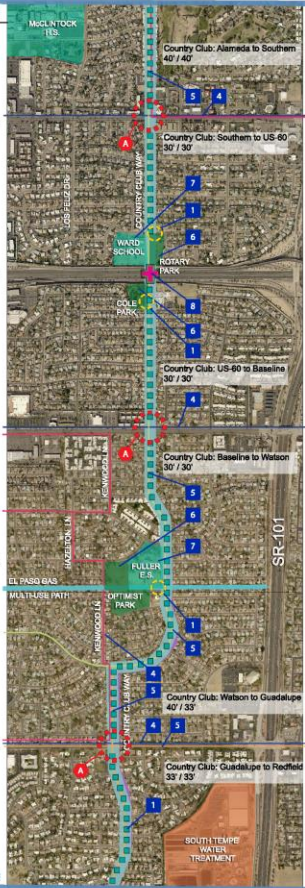 McCLINTOCK
H.S.
Country Club: Alameda to Southern
40' / 40'
5
4
A
Country Club: Southern to US-60
30' / 30'
LOS FELIZ DR
COUNTRY CLUB WAY
7
1
WARD
SCHOOL
6
ROTARY
PARK
COLE
PARK
8
6
1
Country Club: US-60 to Baseline
30' / 30'
4
A
Country Club: Baseline to Watson
30' / 30'
KENWOOD LN
5
6
HAZELTON LN
7
SR-101
FULLER
E.S.
EL PASO GAS
MULTI-USE PATH
OPTIMIST
PARK
KENWOOD LN
1
5
4
5
Country Club: Watson to Guadalupe
40' / 33'
COUNTRY CLUB WAY
4
5
A
Country Club: Guadalupe to Redfield
33' / 33'
1
SOUTH TEMPE
WATER
TREATMENT